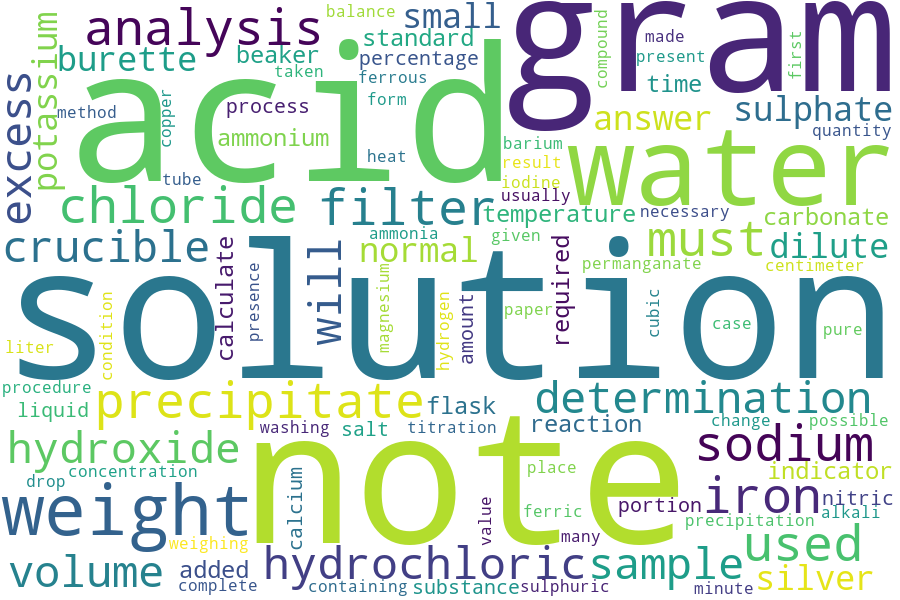 balance
small
gram
analysis
standard
compound
made
first
burette
beaker
percentage
present
potassium
acid
taken
ferrous
time
excess
method
copper
process
form
sulphate
answer
quantity
ammonium
heat
barium
water
tube
result
iodine
usually
chloride
filter
temperature
necessary
carbonate
crucible
calculate
presence
will
ammonia
normal
given
required
must
dilute
permanganate
centimeter
solution
magnesium
hydrogen
amount
paper
cubic
case
pure
liter
condition
procedure
liquid
precipitate
flask
determination
washing
salt
titration
reaction
change
possible
hydroxide
note
sodium
drop
concentration
calcium
place
indicator
weight
value
ferric
portion
iron
nitric
alkali
precipitation
weighing
many
used
volume
added
hydrochloric
sample
silver
complete
containing
substance
sulphuric
minute